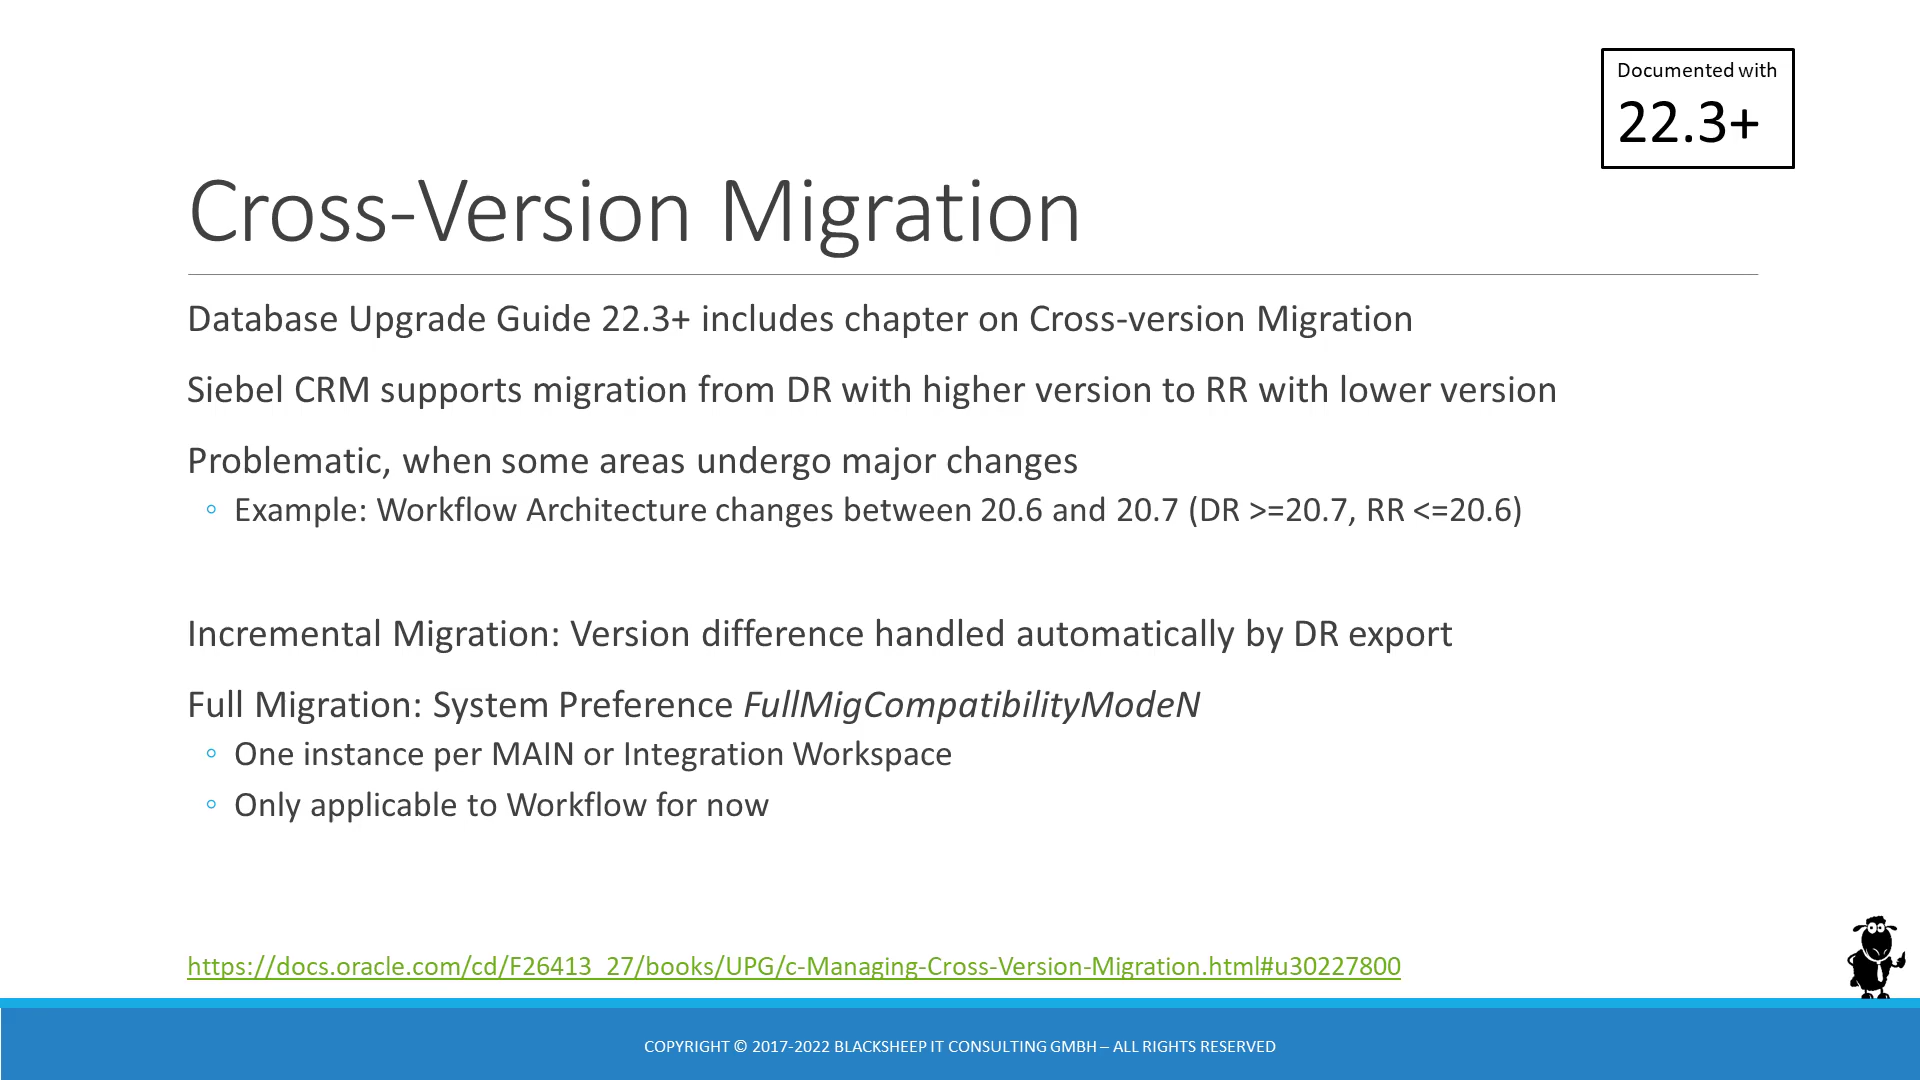 Documented with
22.3+
Cross-Version Migration
Database Upgrade Guide 22.3+ includes chapter on Cross-version Migration
Siebel CRM supports migration from DR with higher version to RR with lower version
Problematic, when some areas undergo major changes
◦ Example: Workflow Architecture changes between 20.6 and 20.7 (DR >=20.7, RR <=20.6)
Incremental Migration: Version difference handled automatically by DR export
Full Migration: System Preference FullMigCompatibilityModeN
◦ One instance per MAIN or Integration Workspace
◦ Only applicable to Workflow for now
https://docs.oracle.com/cd/F26413_27/books/UPG/c-Managing-Cross-Version-Migration.html#u30227800
COPYRIGHT © 2017-2022 BLACKSHEEP IT CONSULTING GMBH – ALL RIGHTS RESERVED